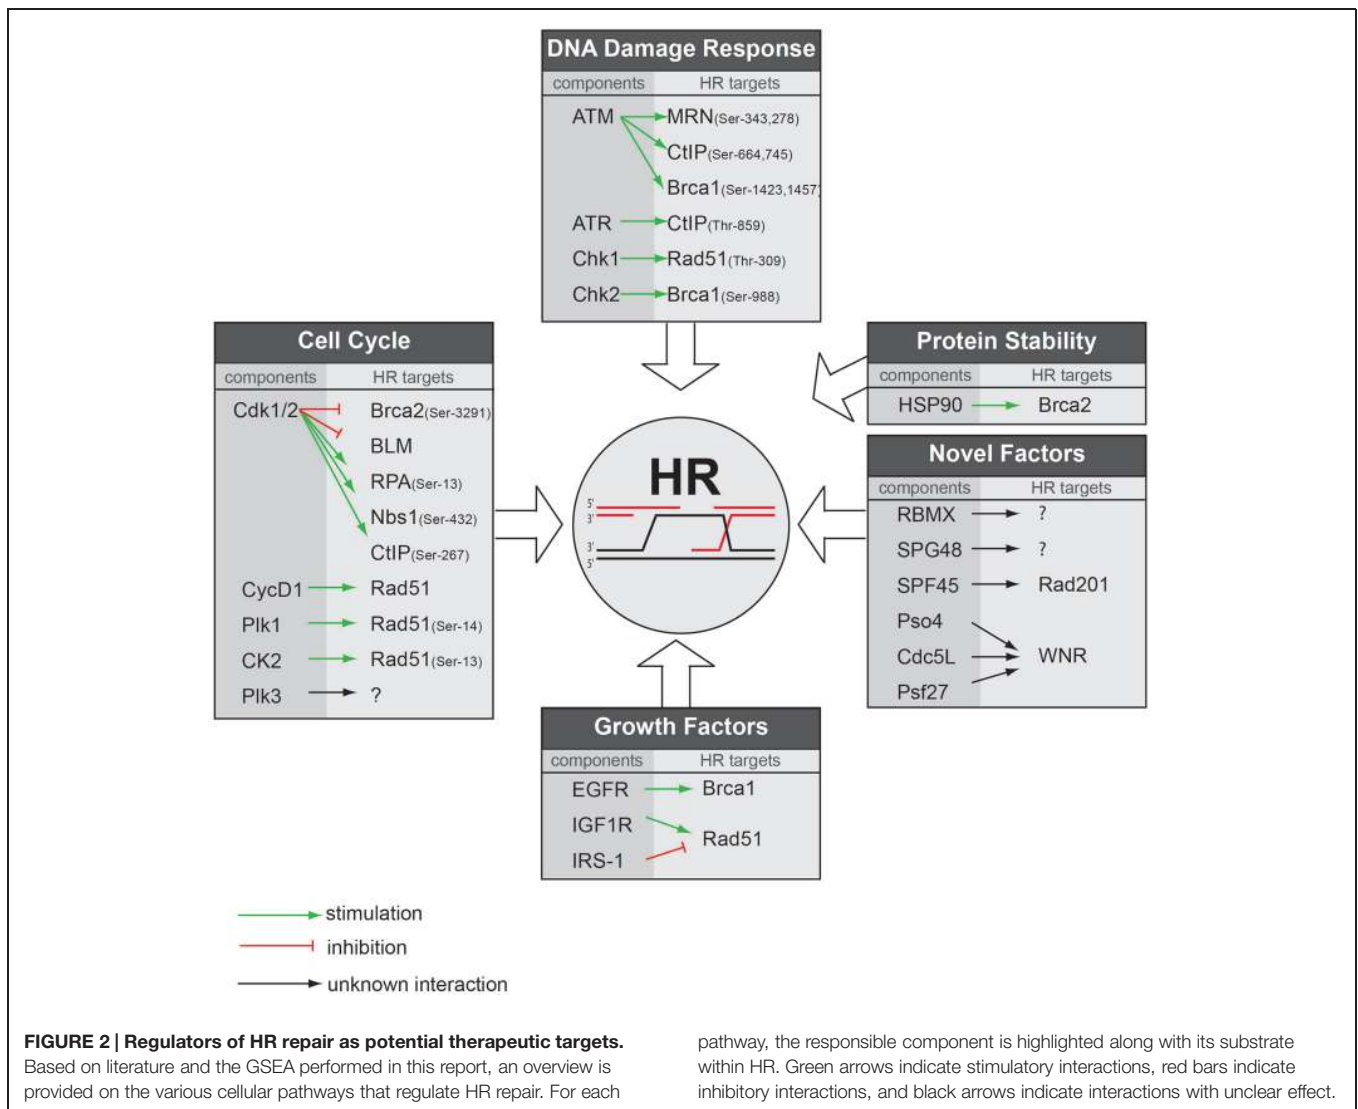 DNA Damage Response
components HR targets
ATM MRN(Ser-343,278)
CtIP(Ser-664,745)
Brca1(Ser-1423,1457)
ATR CtIP(Thr-859)
Chk1 Rad51(Thr-309)
Chk2 Brca1(Ser-988)
Cell Cycle
components HR targets
Cdk1/2 Brca2(Ser-3291)
BLM
RPA(Ser-13)
Nbs1(Ser-432)
CtIP(Ser-267)
CycD1 Rad51
Plk1 Rad51(Ser-14)
CK2 Rad51(Ser-13)
Plk3 ?
HR
5'
3'
3'
5'
Protein Stability
components HR targets
HSP90 Brca2
Novel Factors
components HR targets
RBMX ?
SPG48 ?
SPF45 Rad201
Pso4
Cdc5L WNR
Psf27
Growth Factors
components HR targets
EGFR Brca1
IGF1R
Rad51
IRS-1
stimulation
inhibition
unknown interaction
FIGURE 2 | Regulators of HR repair as potential therapeutic targets.
Based on literature and the GSEA performed in this report, an overview is
provided on the various cellular pathways that regulate HR repair. For each
pathway, the responsible component is highlighted along with its substrate
within HR. Green arrows indicate stimulatory interactions, red bars indicate
inhibitory interactions, and black arrows indicate interactions with unclear effect.